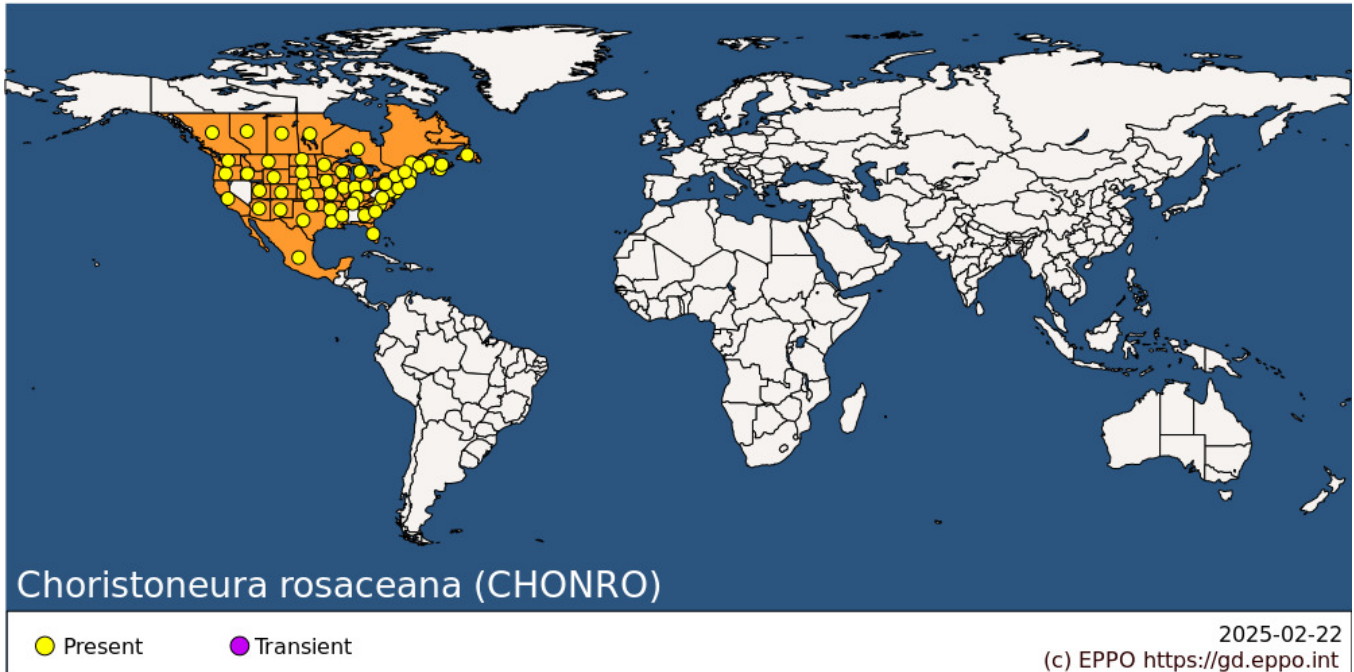 Choristoneura rosaceana (CHONRO)
Present
Transient
2025-02-22
(c) EPPO https://gd.eppo.int